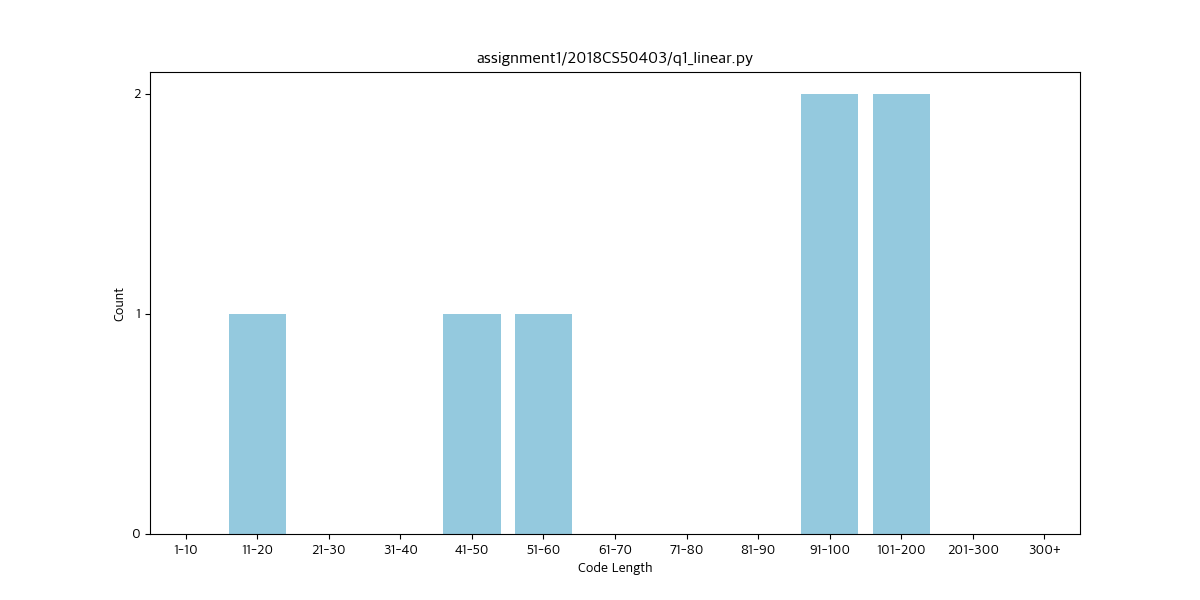 assignment1/2018CS50403/q1_linear.py
2
1
0
Count
1-10 11-20 21-30 31-40 41-50 51-60 61-70 71-80 81-90 91-100 101-200 201-300 300+
Code Length